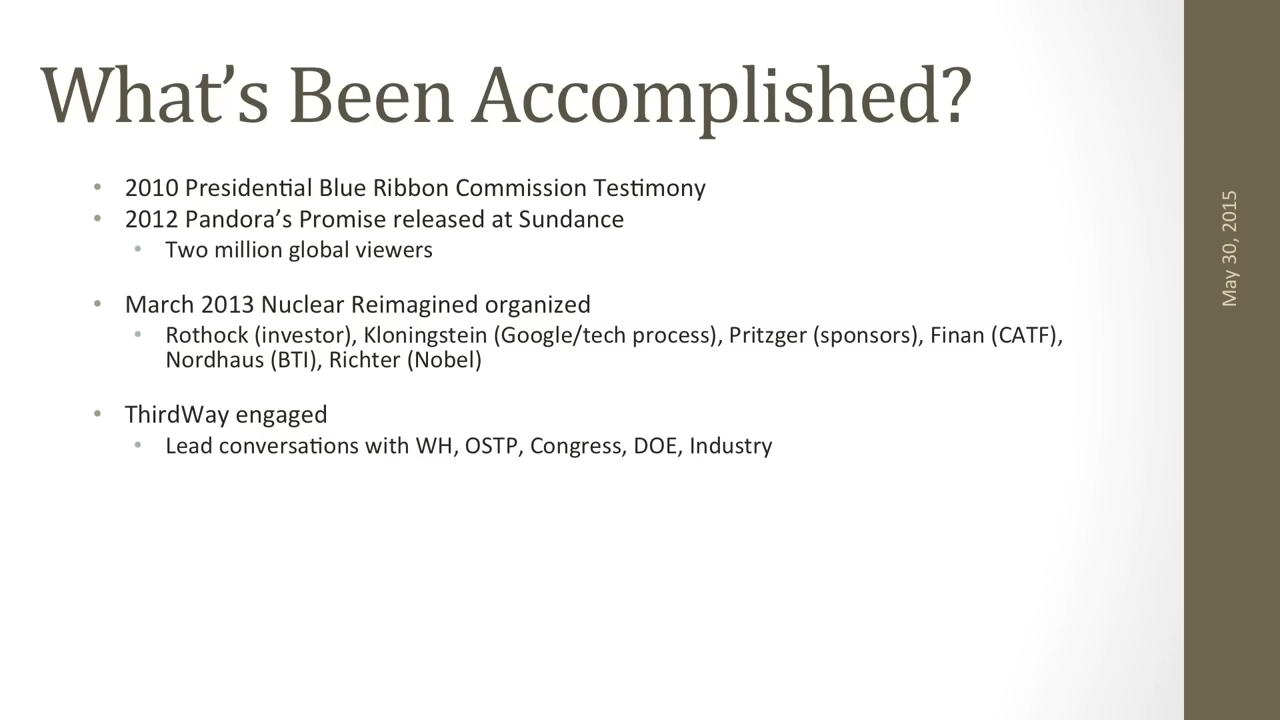 What's Been Accomplished?
• 2010 Presidential Blue Ribbon Commission Testimony
• 2012 Pandora's Promise released at Sundance
• Two million global viewers
• March 2013 Nuclear Reimagined organized
• Rothock (investor), Kloningstein (Google/tech process), Pritzger (sponsors), Finan (CATF),
Nordhaus (BTI), Richter (Nobel)
• ThirdWay engaged
• Lead conversations with WH, OSTP, Congress, DOE, Industry
May 30, 2015